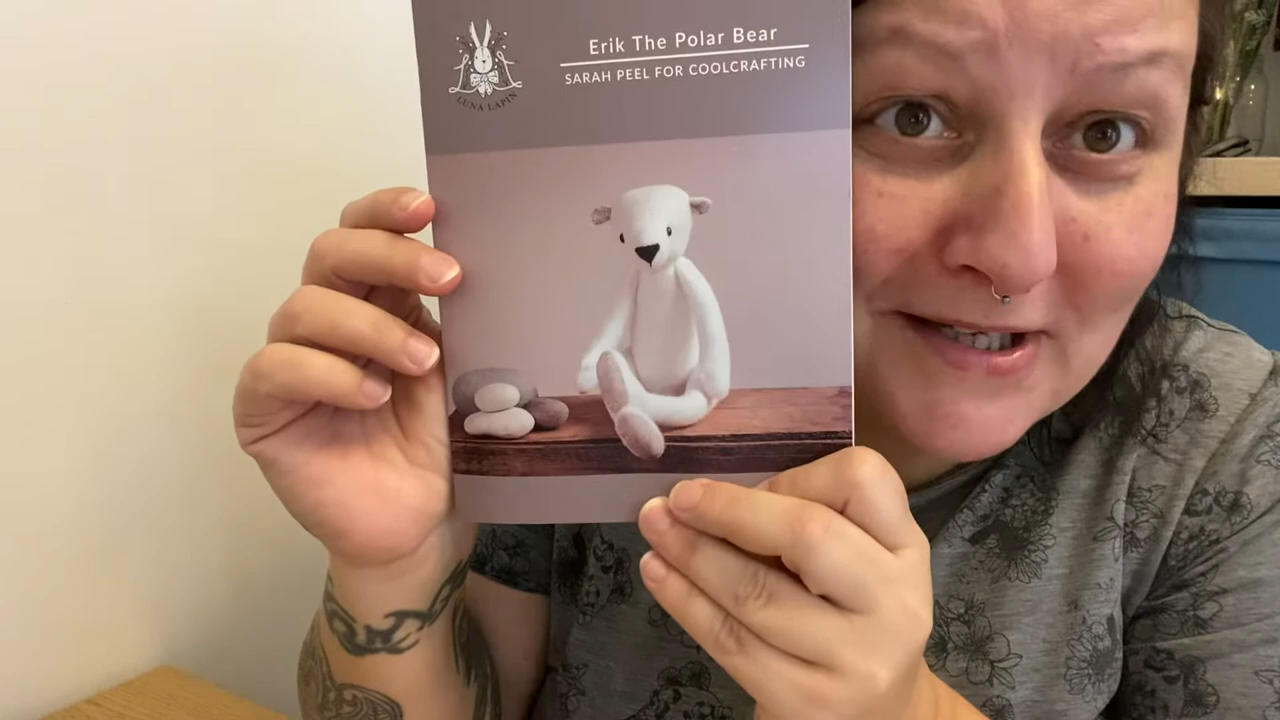 LUNA LAPIN
Erik The Polar Bear
SARAH PEEL FOR COOLCRAFTING